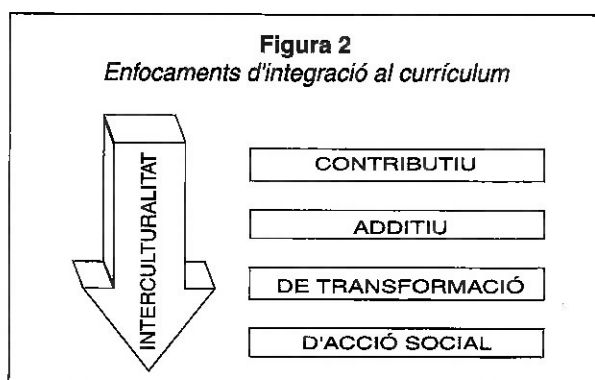 Figura 2
Enfocaments d'integració al currículum
INTERCULTURALITAT
CONTRIBUTIU
ADDITIU
DE TRANSFORMACIÓ
D'ACCIÓ SOCIAL